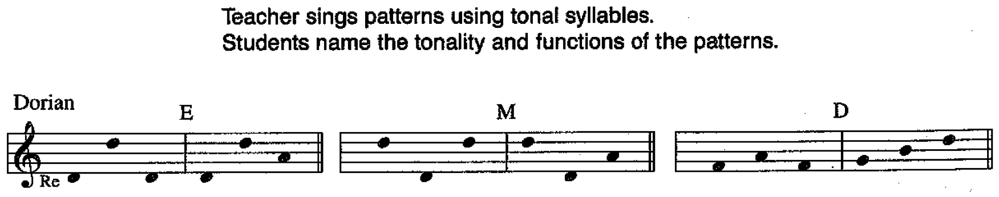 Teacher sings patterns using tonal syllables.
Students name the tonality and functions of the patterns.
Dorian
E
M
D
Re